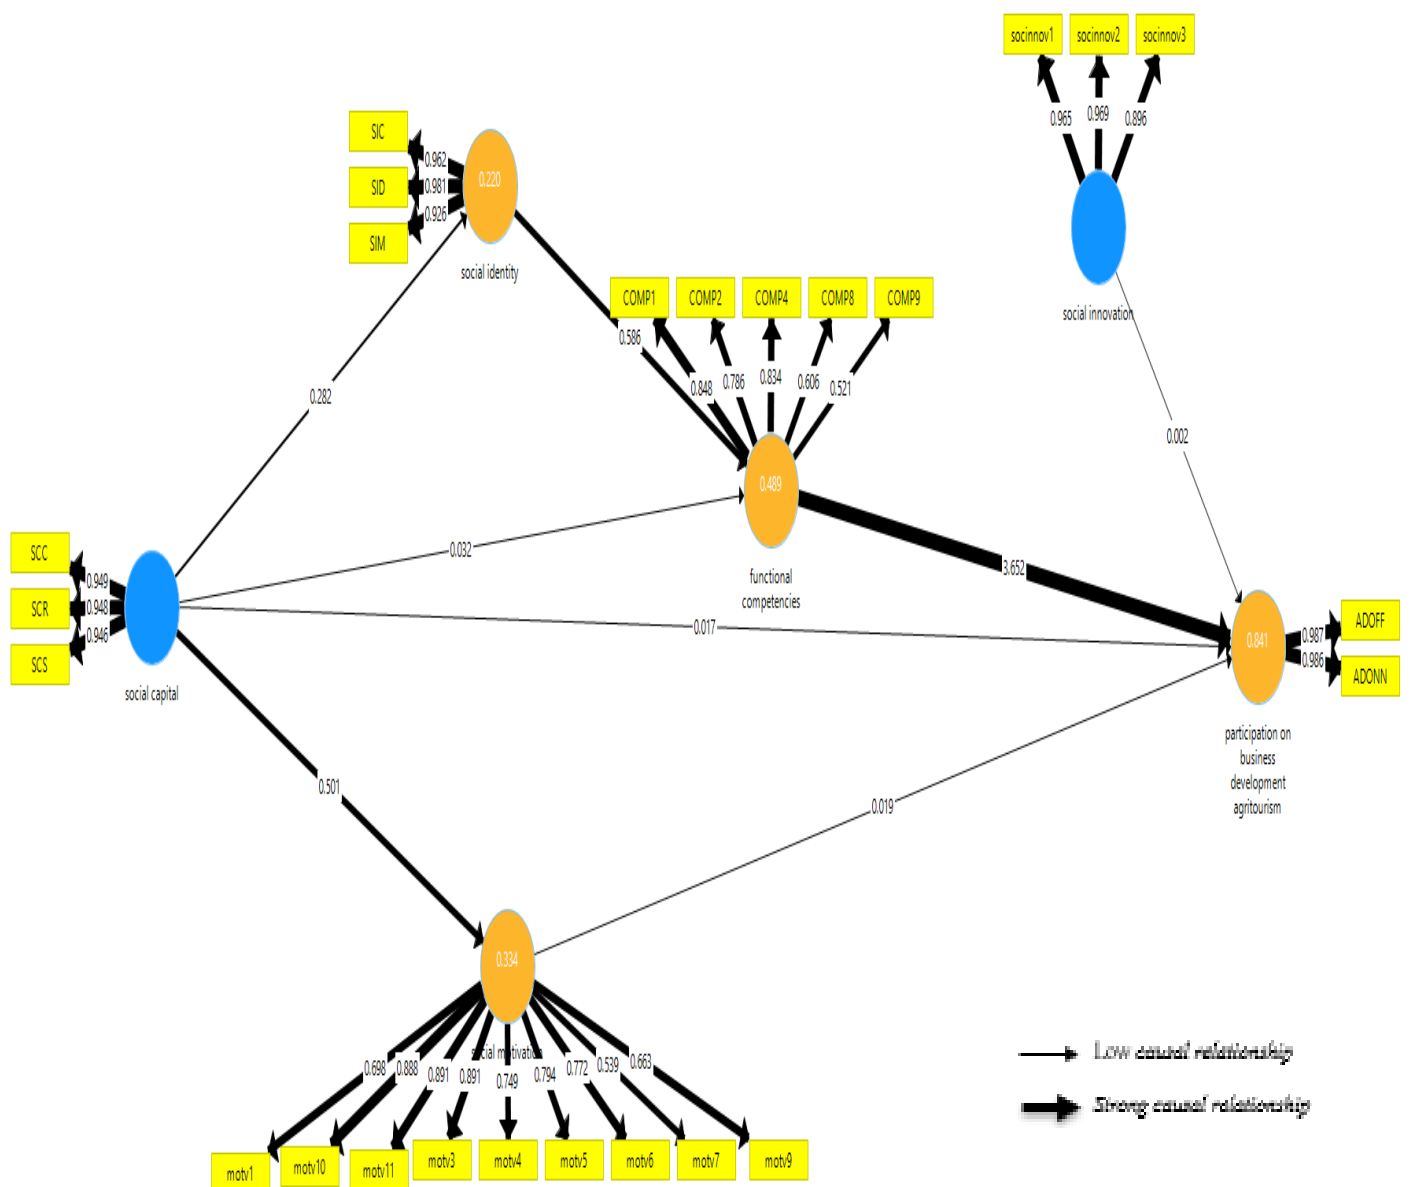 socinnov1 socinnov2 socinnov3
0.965 0.969 0.896
social innovation
SIC
SID
SIM
0.962
0.981
0.926
0.220
social identity
COMP1 COMP2 COMP4 COMP8 COMP9
0.586
0.848 0.786 0.834 0.606 0.521
0.282
0.002
0.489
functional
competencies
0.032
3.652
SCC
SCR
SCS
0.949
0.948
0.946
social capital
0.017
0.841
0.987
0.986
ADOFF
ADONN
participation on
business
development
agritourism
0.501
0.019
0.334
social motivation
0.698 0.888 0.891 0.891 0.749 0.794 0.772 0.539 0.663
motv1 motv10 motv11 motv3 motv4 motv5 motv6 motv7 motv9
Low causal relationship
Strong causal relationship